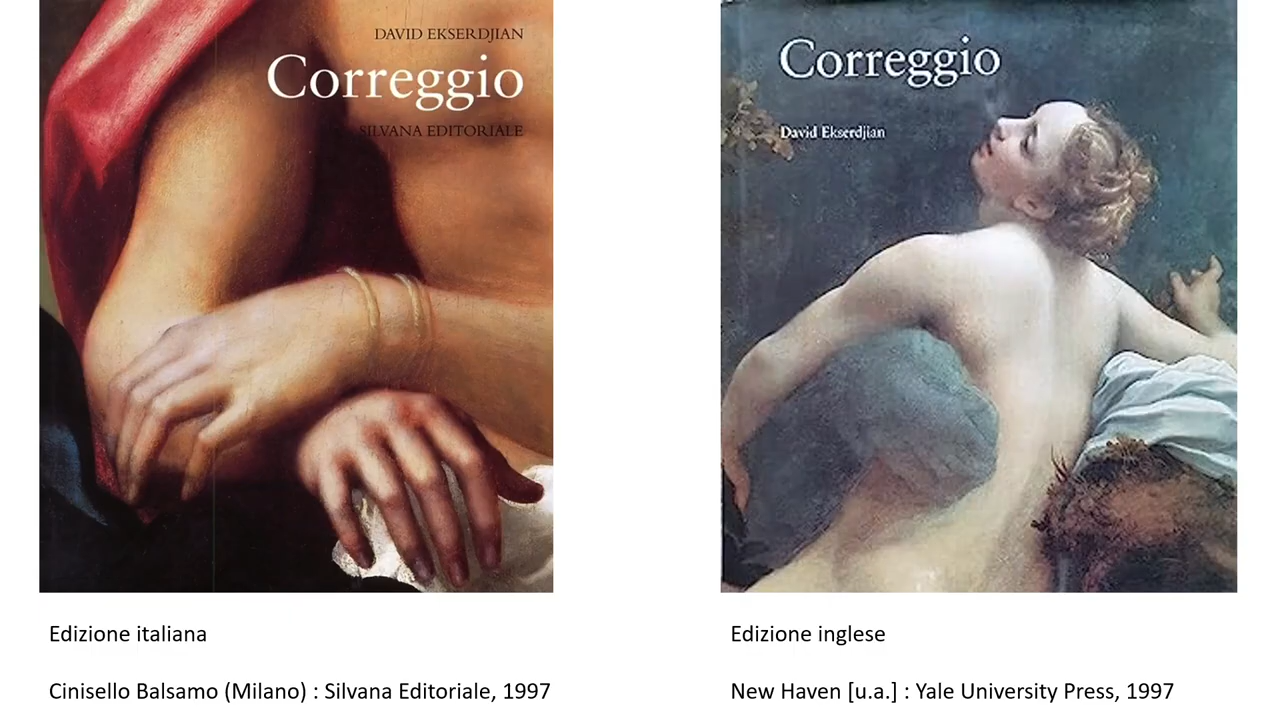 DAVID EKSERDJIAN
Correggio
SILVANA EDITORIALE
Correggio
David Ekserdjian
Edizione italiana
Cinisello Balsamo (Milano) : Silvana Editoriale, 1997
Edizione inglese
New Haven [u.a.] : Yale University Press, 1997